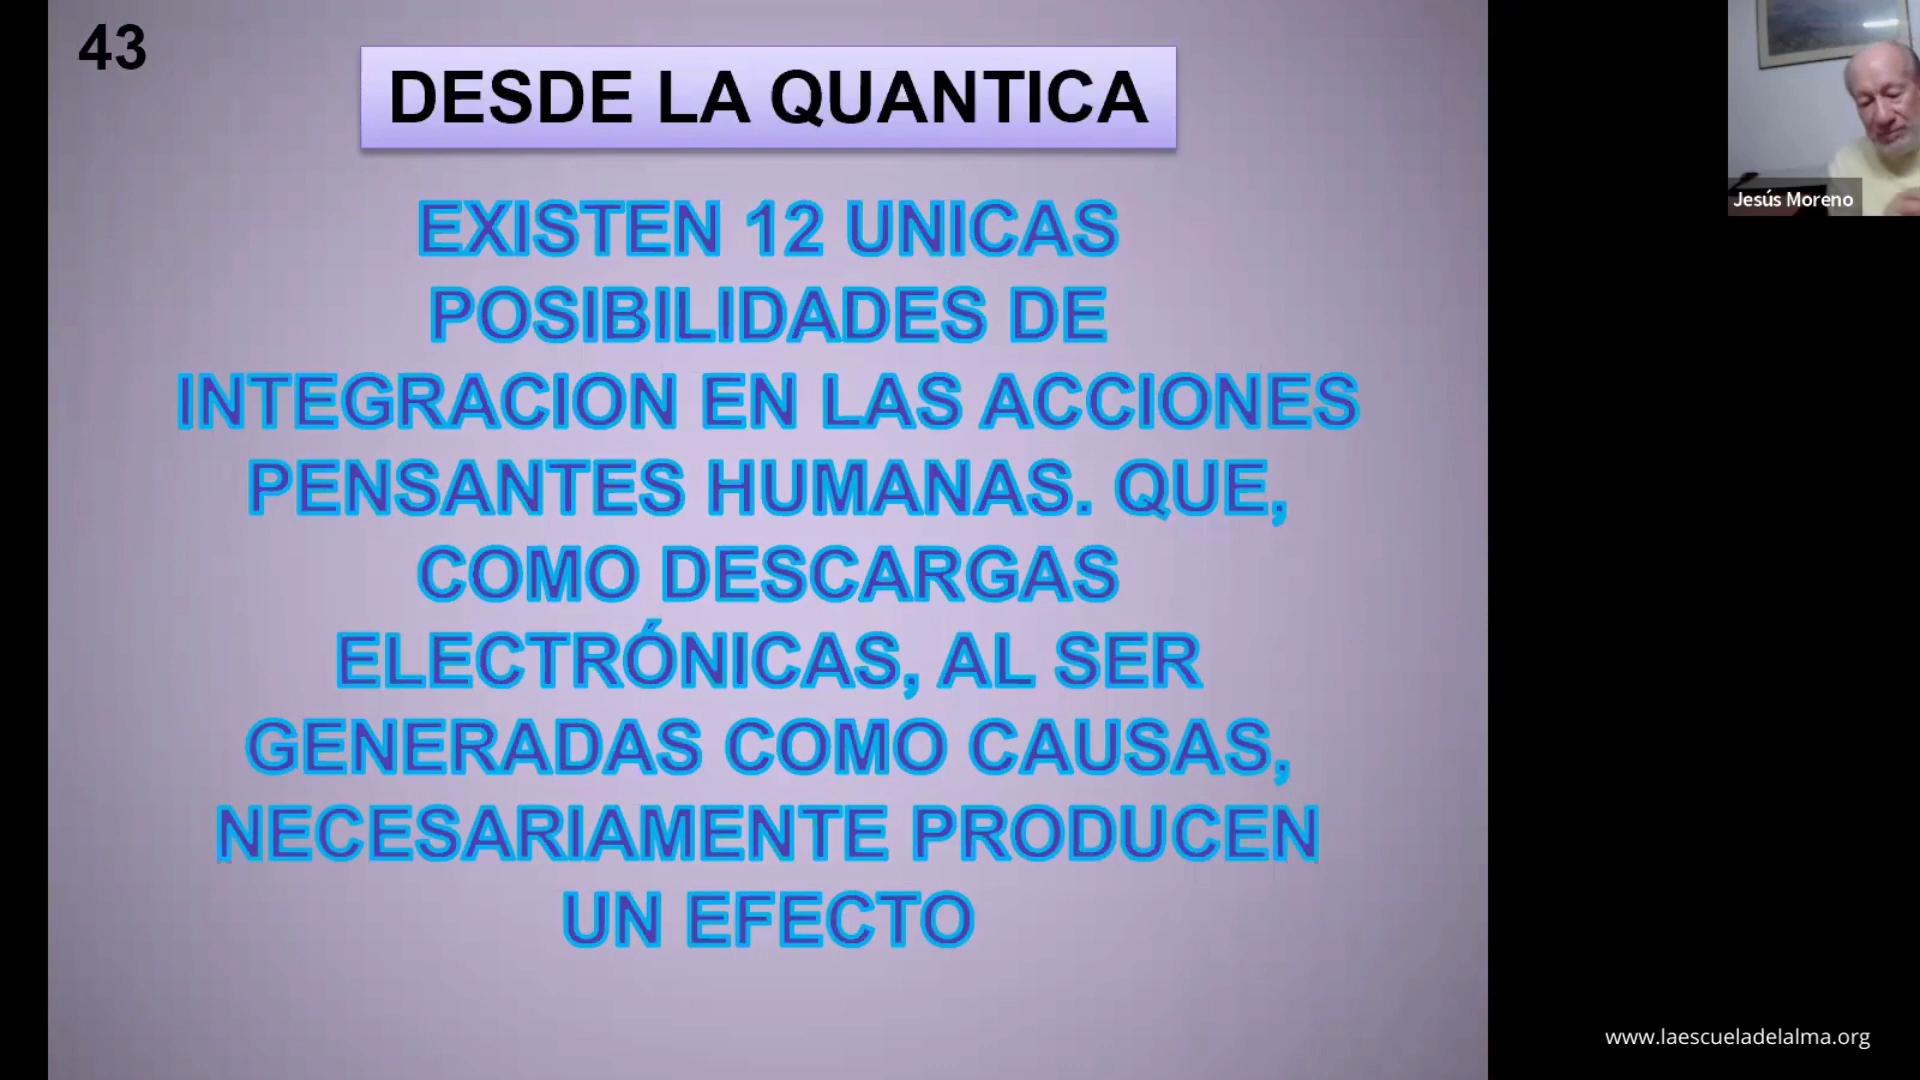 43
DESDE LA QUANTICA
EXISTEN 12 UNICAS
POSIBILIDADES DE
INTEGRACION EN LAS ACCIONES
PENSANTES HUMANAS. QUE,
COMO DESCARGAS
ELECTRÓNICAS, AL SER
GENERADAS COMO CAUSAS,
NECESARIAMENTE PRODUCEN
UN EFECTO
Jesús Moreno
www.laescueladelalma.org